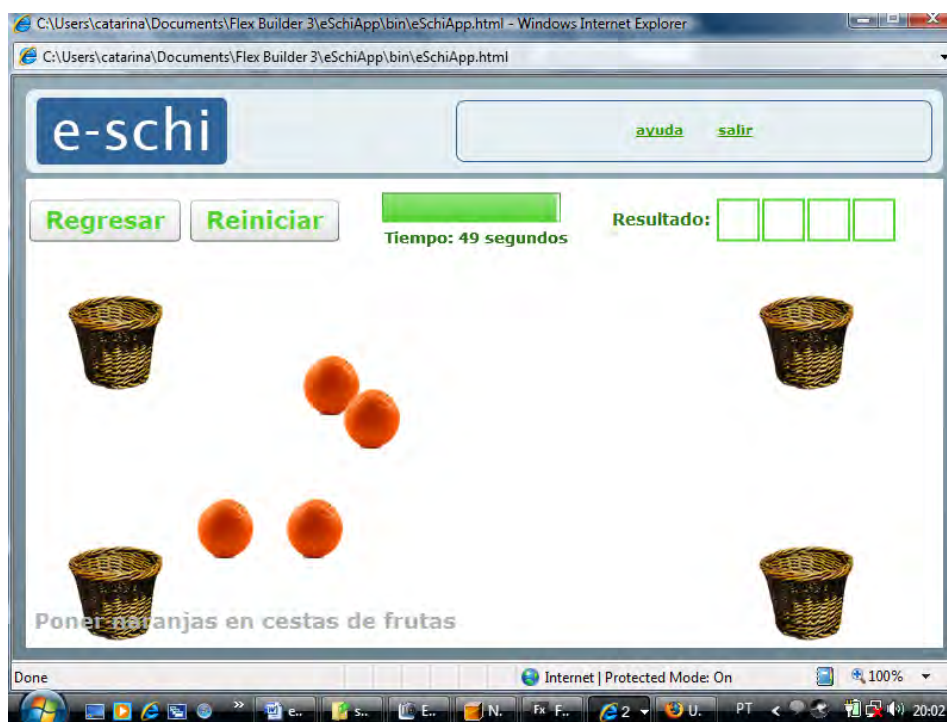 C:\Users\catarina\Documents\Flex Builder 3\eSchiApp\bin\eSchiApp.html - Windows Internet Explorer
C:\Users\catarina\Documents\Flex Builder 3\eSchiApp\bin\eSchiApp.html
e-schi
ayuda salir
Regresar Reiniciar
Tiempo: 49 segundos
Resultado:
Poner naranjas en cestas de frutas
Done Internet | Protected Mode: On 100%
» e.. s.. E.. N. Fx F.. 2 U. PT < 20:02